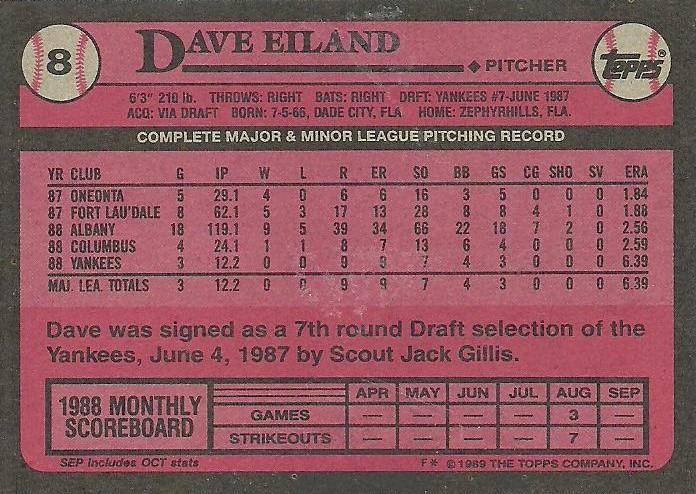 8
DAVE EILAND
◆ PITCHER
Topps®
6'3" 210 lb. THROWS: RIGHT BATS: RIGHT DRFT: YANKEES #7-JUNE 1987
ACQ: VIA DRAFT BORN: 7-5-66, DADE CITY, FLA HOME: ZEPHYRHILLS, FLA.
COMPLETE MAJOR & MINOR LEAGUE PITCHING RECORD
YR CLUB G IP W L R ER SO BB GS CG SHO SV ERA
87 ONEONTA 5 29.1 4 0 6 6 16 3 5 0 0 0 1.84
87 FORT LAU'DALE 8 62.1 5 3 17 13 28 8 8 4 1 0 1.88
88 ALBANY 18 119.1 9 5 39 34 66 22 18 7 2 0 2.56
88 COLUMBUS 4 24.1 1 1 8 7 13 6 4 0 0 0 2.59
88 YANKEES 3 12.2 0 0 9 9 7 4 3 0 0 0 6.39
MAJ. LEA. TOTALS 3 12.2 0 0 9 9 7 4 3 0 0 0 6.39
Dave was signed as a 7th round Draft selection of the
Yankees, June 4, 1987 by Scout Jack Gillis.
1988 MONTHLY
SCOREBOARD
APR MAY JUN JUL AUG SEP
GAMES — — — — 3 —
STRIKEOUTS — — — — 7 —
SEP includes OCT stats
F* ©1989 THE TOPPS COMPANY, INC.